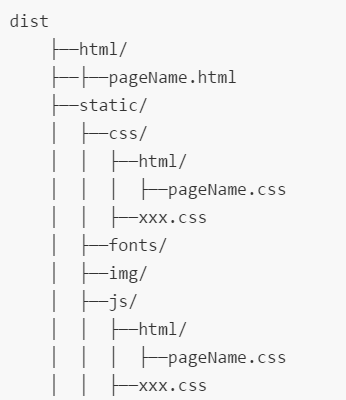 dist
    ├──html/
    ├──├──pageName.html
    ├──static/
    │  ├──css/
    │  │  ├──html/
    │  │  │  ├──pageName.css
    │  │  ├──xxx.css
    │  ├──fonts/
    │  ├──img/
    │  ├──js/
    │  │  ├──html/
    │  │  │  ├──pageName.css
    │  │  ├──xxx.css